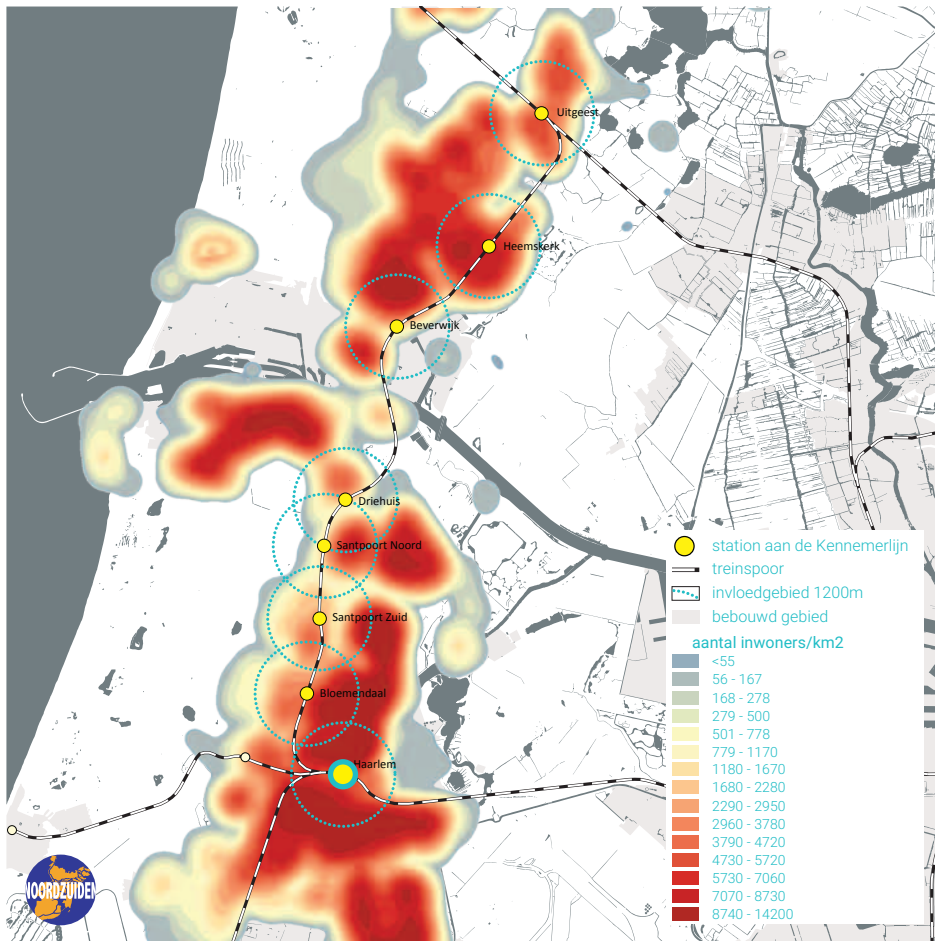 Uitgeest
Heemskerk
Beverwijk
Driehuis
Santpoort Noord
Santpoort Zuid
Bloemendaal
Haarlem
station aan de Kennemerlijn
treinspoor
invloedgebied 1200m
bebouwd gebied
aantal inwoners/km2
<55
56 - 167
168 - 278
279 - 500
501 - 778
779 - 1170
1180 - 1670
1680 - 2280
2290 - 2950
2960 - 3780
3790 - 4720
4730 - 5720
5730 - 7060
7070 - 8730
8740 - 14200
NOORDZUIDEN